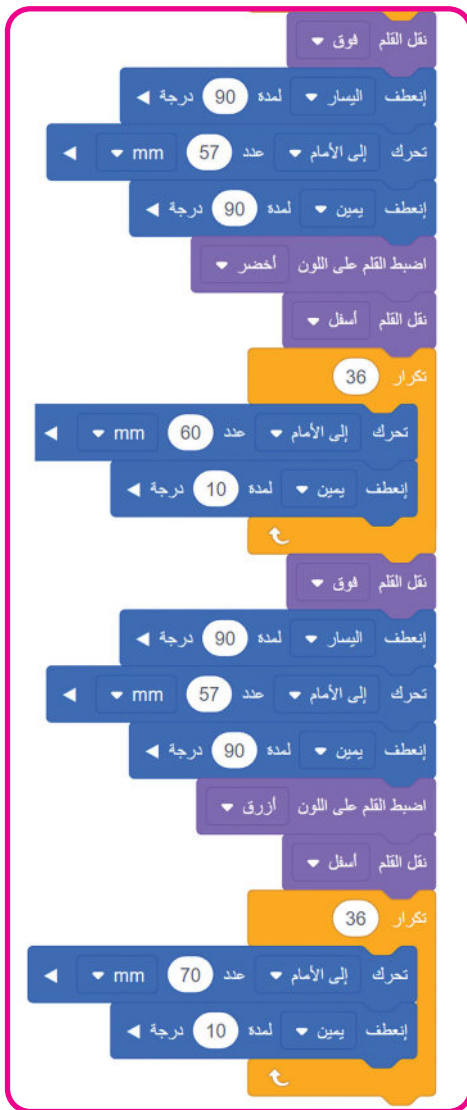 نقل القلم فوق
إنعطف اليسار لمدة 90 درجة
تحرك إلى الأمام عدد 57 mm
إنعطف يمين لمدة 90 درجة
اضبط القلم على اللون أخضر
نقل القلم أسفل
تكرار 36
تحرك إلى الأمام عدد 60 mm
إنعطف يمين لمدة 10 درجة
نقل القلم فوق
إنعطف اليسار لمدة 90 درجة
تحرك إلى الأمام عدد 57 mm
إنعطف يمين لمدة 90 درجة
اضبط القلم على اللون أزرق
نقل القلم أسفل
تكرار 36
تحرك إلى الأمام عدد 70 mm
إنعطف يمين لمدة 10 درجة